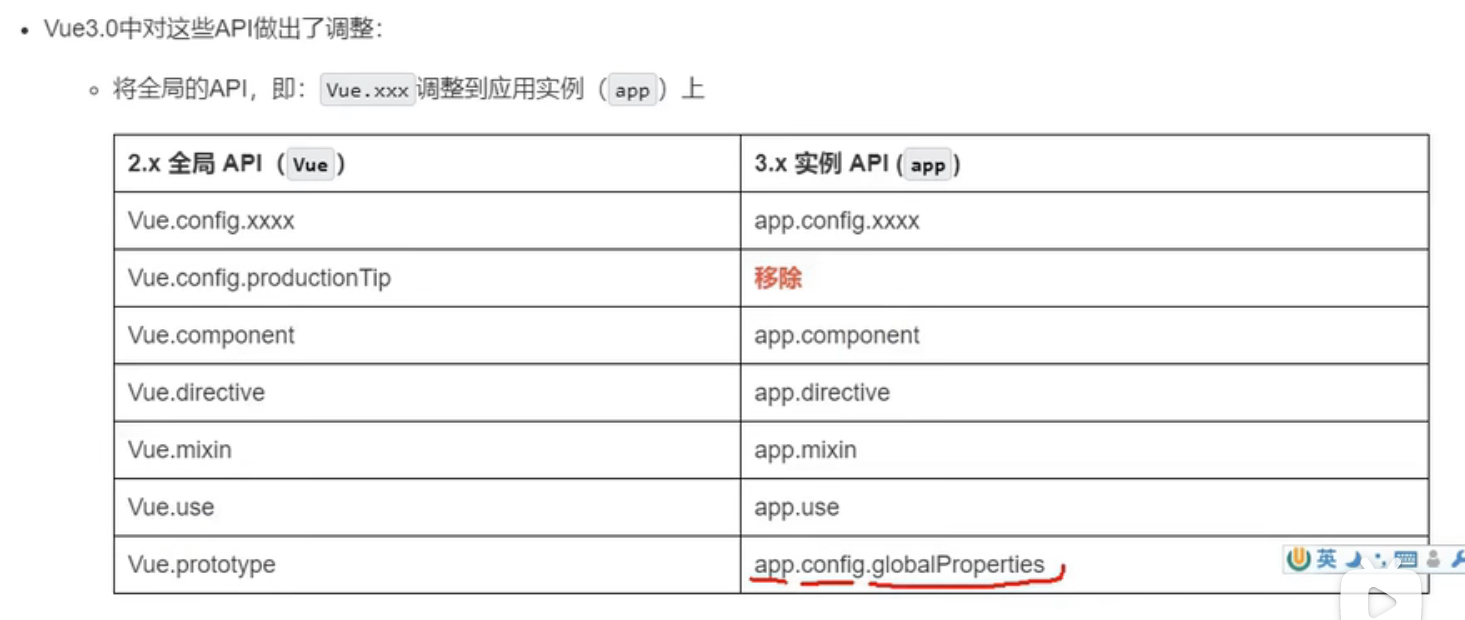 Vue3.0中对这些API做出了调整：
将全局的API，即：Vue.xxx调整到应用实例（app）上
2.x 全局 API（Vue） 3.x 实例 API (app)
Vue.config.xxxx app.config.xxxx
Vue.config.productionTip 移除
Vue.component app.component
Vue.directive app.directive
Vue.mixin app.mixin
Vue.use app.use
Vue.prototype app.config.globalProperties
英